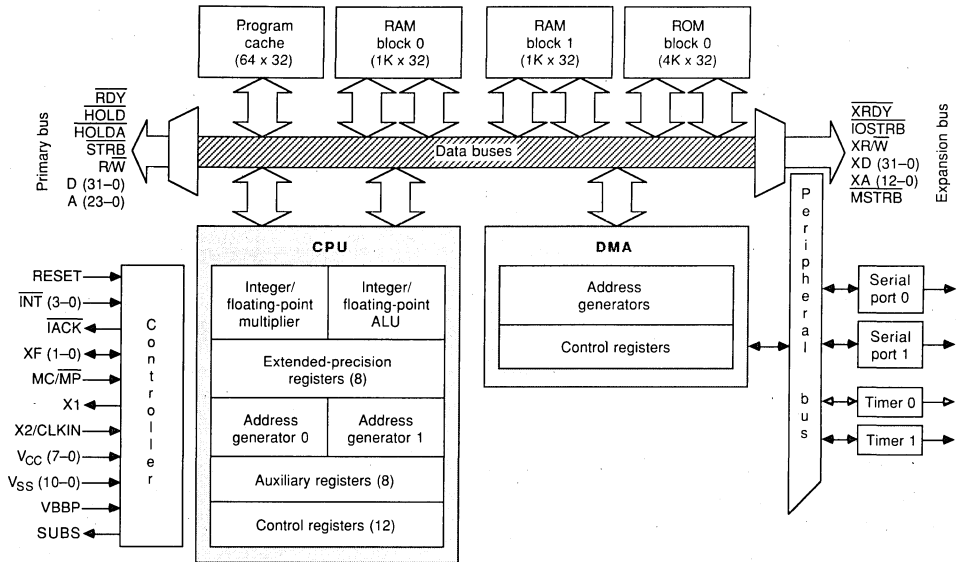 Program
cache
(64 x 32)
RAM
block 0
(1K x 32)
RAM
block 1
(1K x 32)
ROM
block 0
(4K x 32)
Primary bus
RDY
HOLD
HOLDA
STRB
R/W
D (31–0)
A (23–0)
Data buses
XRDY
IOSTRB
XR/W
XD (31–0)
XA (12–0)
MSTRB
Expansion bus
RESET
INT (3–0)
IACK
XF (1–0)
MC/MP
X1
X2/CLKIN
VCC (7–0)
VSS (10–0)
VBBP
SUBS
Controller
CPU
Integer/
floating-point
multiplier
Integer/
floating-point
ALU
Extended-precision
registers (8)
Address
generator 0
Address
generator 1
Auxiliary registers (8)
Control registers (12)
DMA
Address
generators
Control registers
Peripheral bus
Serial
port 0
Serial
port 1
Timer 0
Timer 1